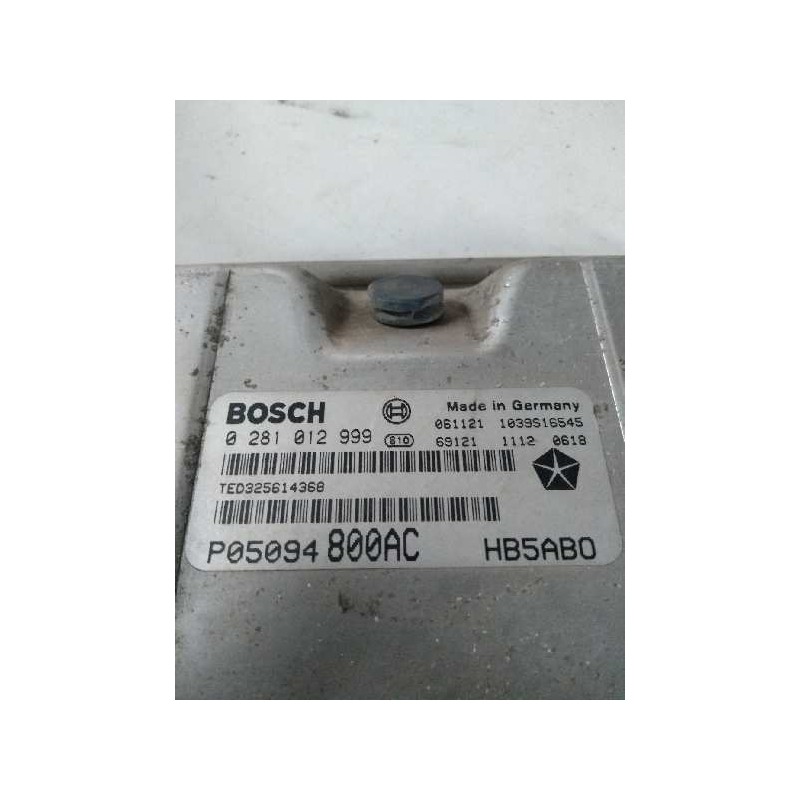 BOSCH
Made in Germany
0 281 012 999
061121 1039S16545
69121 1112 0618
TED325614368
P05094 800AC HB5AB0